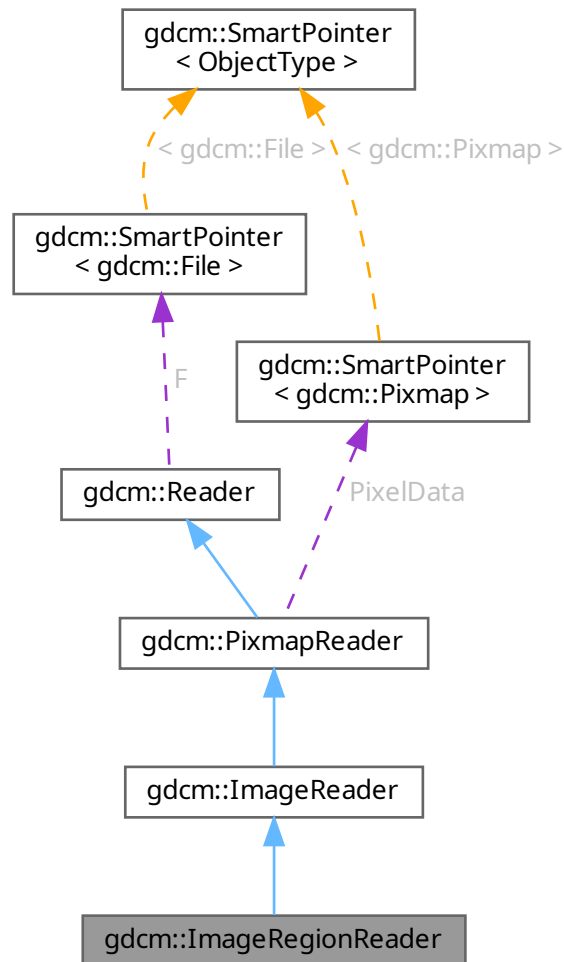 gdcm::SmartPointer
< ObjectType >
< gdcm::File >
< gdcm::Pixmap >
gdcm::SmartPointer
< gdcm::File >
gdcm::SmartPointer
< gdcm::Pixmap >
F
gdcm::Reader
PixelData
gdcm::PixmapReader
gdcm::ImageReader
gdcm::ImageRegionReader